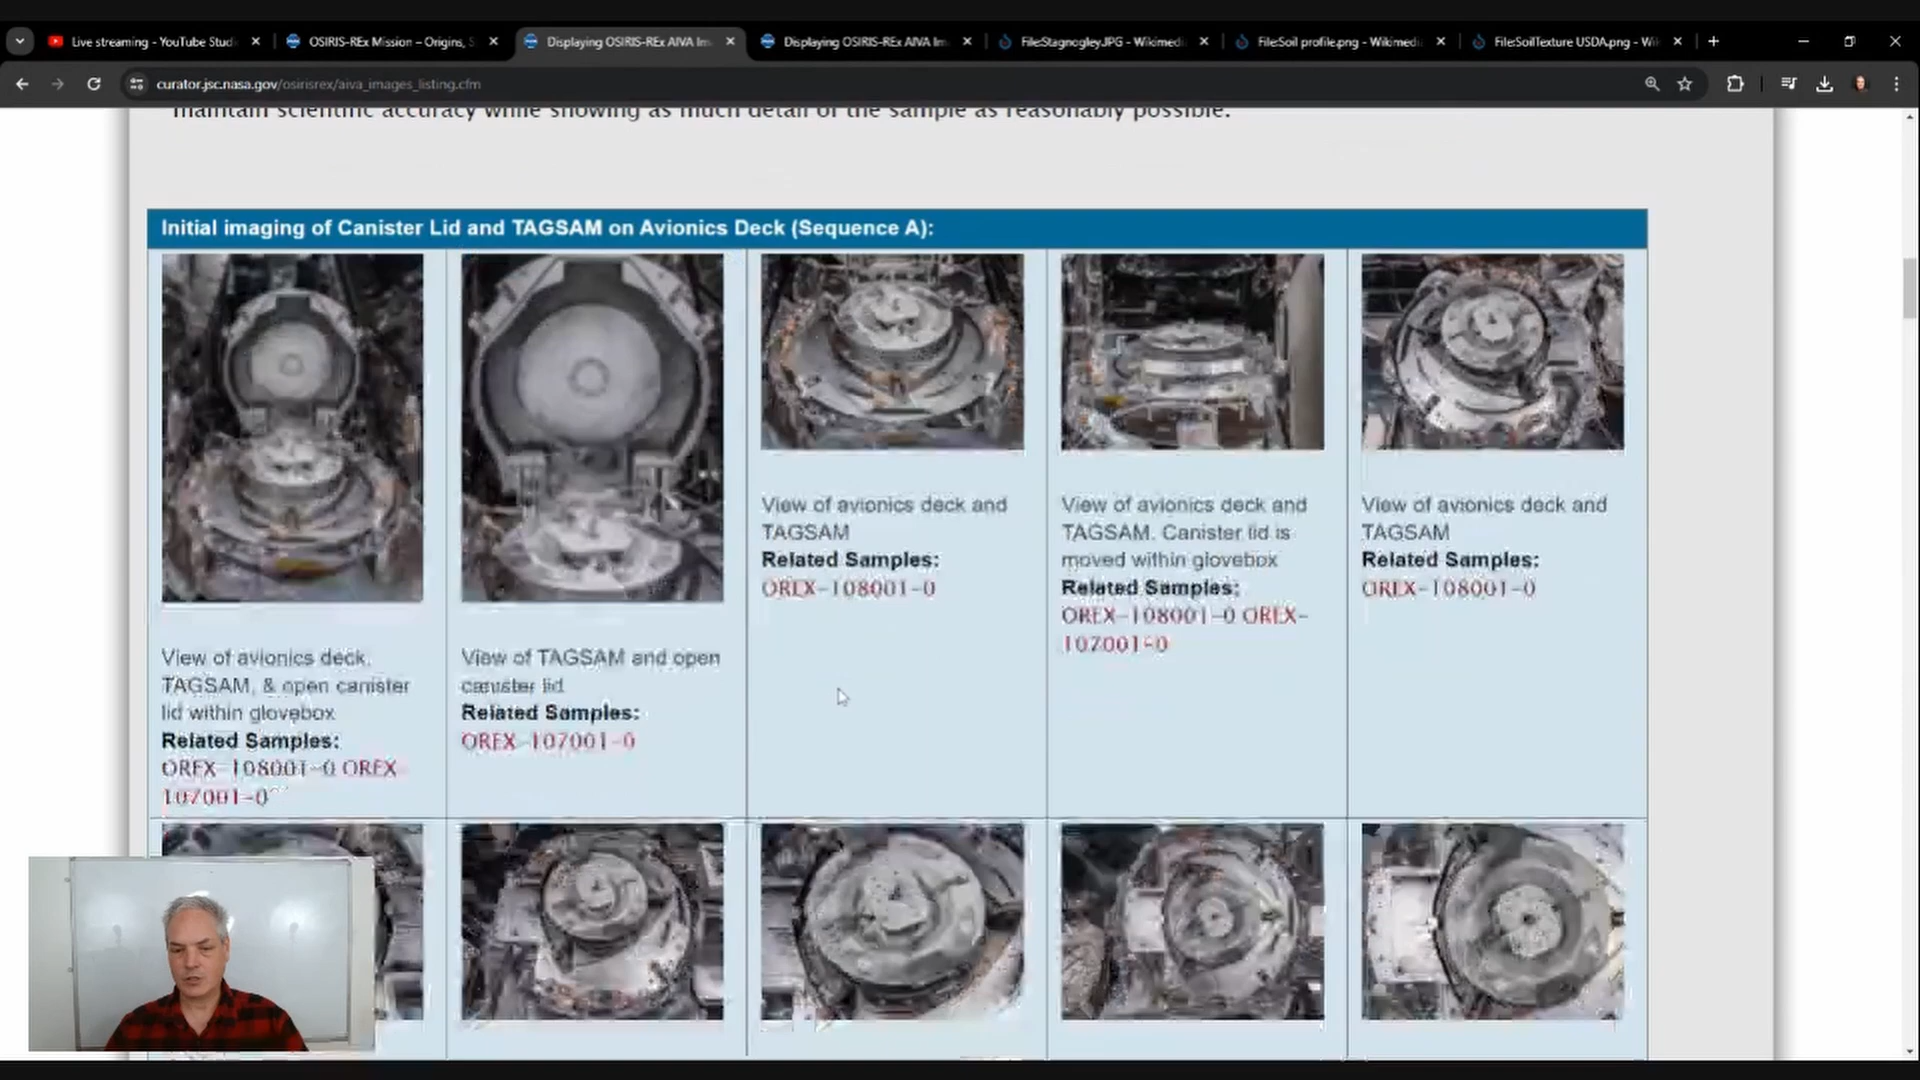 Live streaming - YouTube Stud
OSIRIS-REx Mission – Origins, S
Displaying OSIRIS-REx AIVA Im
Displaying OSIRIS-REx AIVA Im
File:Stagnogley.JPG - Wikimedi
File:Soil profile.png - Wikimedi
File:SoilTexture USDA.png - Wi
curator.jsc.nasa.gov/osirisrex/aiva_images_listing.cfm
maintain scientific accuracy while showing as much detail of the sample as reasonably possible.
Initial imaging of Canister Lid and TAGSAM on Avionics Deck (Sequence A):
View of avionics deck,
TAGSAM, & open canister
lid within glovebox
Related Samples:
OREX-108001-0 OREX-
107001-0
View of TAGSAM and open
canister lid
Related Samples:
OREX-107001-0
View of avionics deck and
TAGSAM
Related Samples:
OREX-108001-0
View of avionics deck and
TAGSAM. Canister lid is
moved within glovebox
Related Samples:
OREX-108001-0 OREX-
107001-0
View of avionics deck and
TAGSAM
Related Samples:
OREX-108001-0